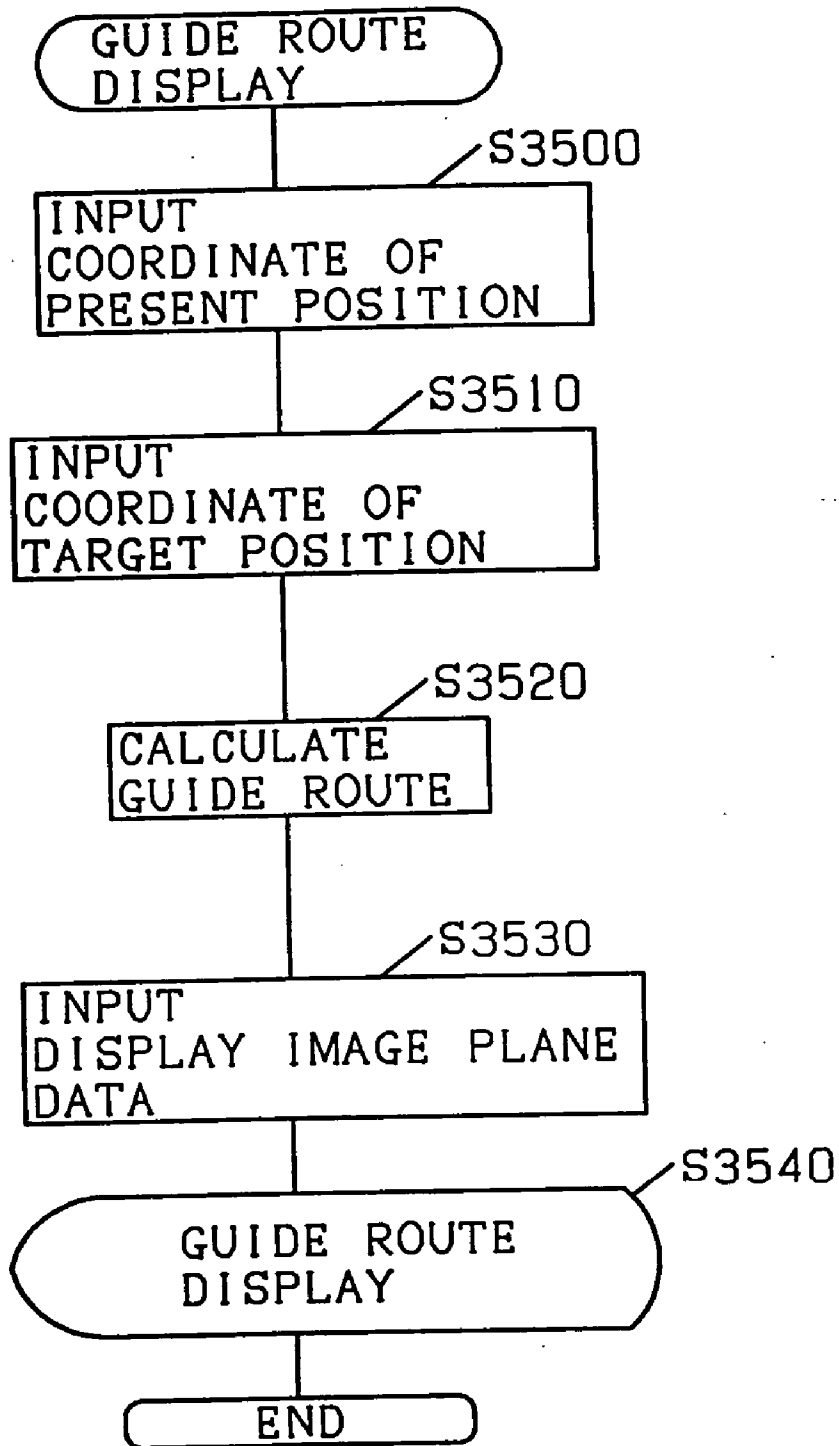 GUIDE ROUTE
DISPLAY
S3500
INPUT
COORDINATE OF
PRESENT POSITION
S3510
INPUT
COORDINATE OF
TARGET POSITION
S3520
CALCULATE
GUIDE ROUTE
S3530
INPUT
DISPLAY IMAGE PLANE
DATA
S3540
GUIDE ROUTE
DISPLAY
END